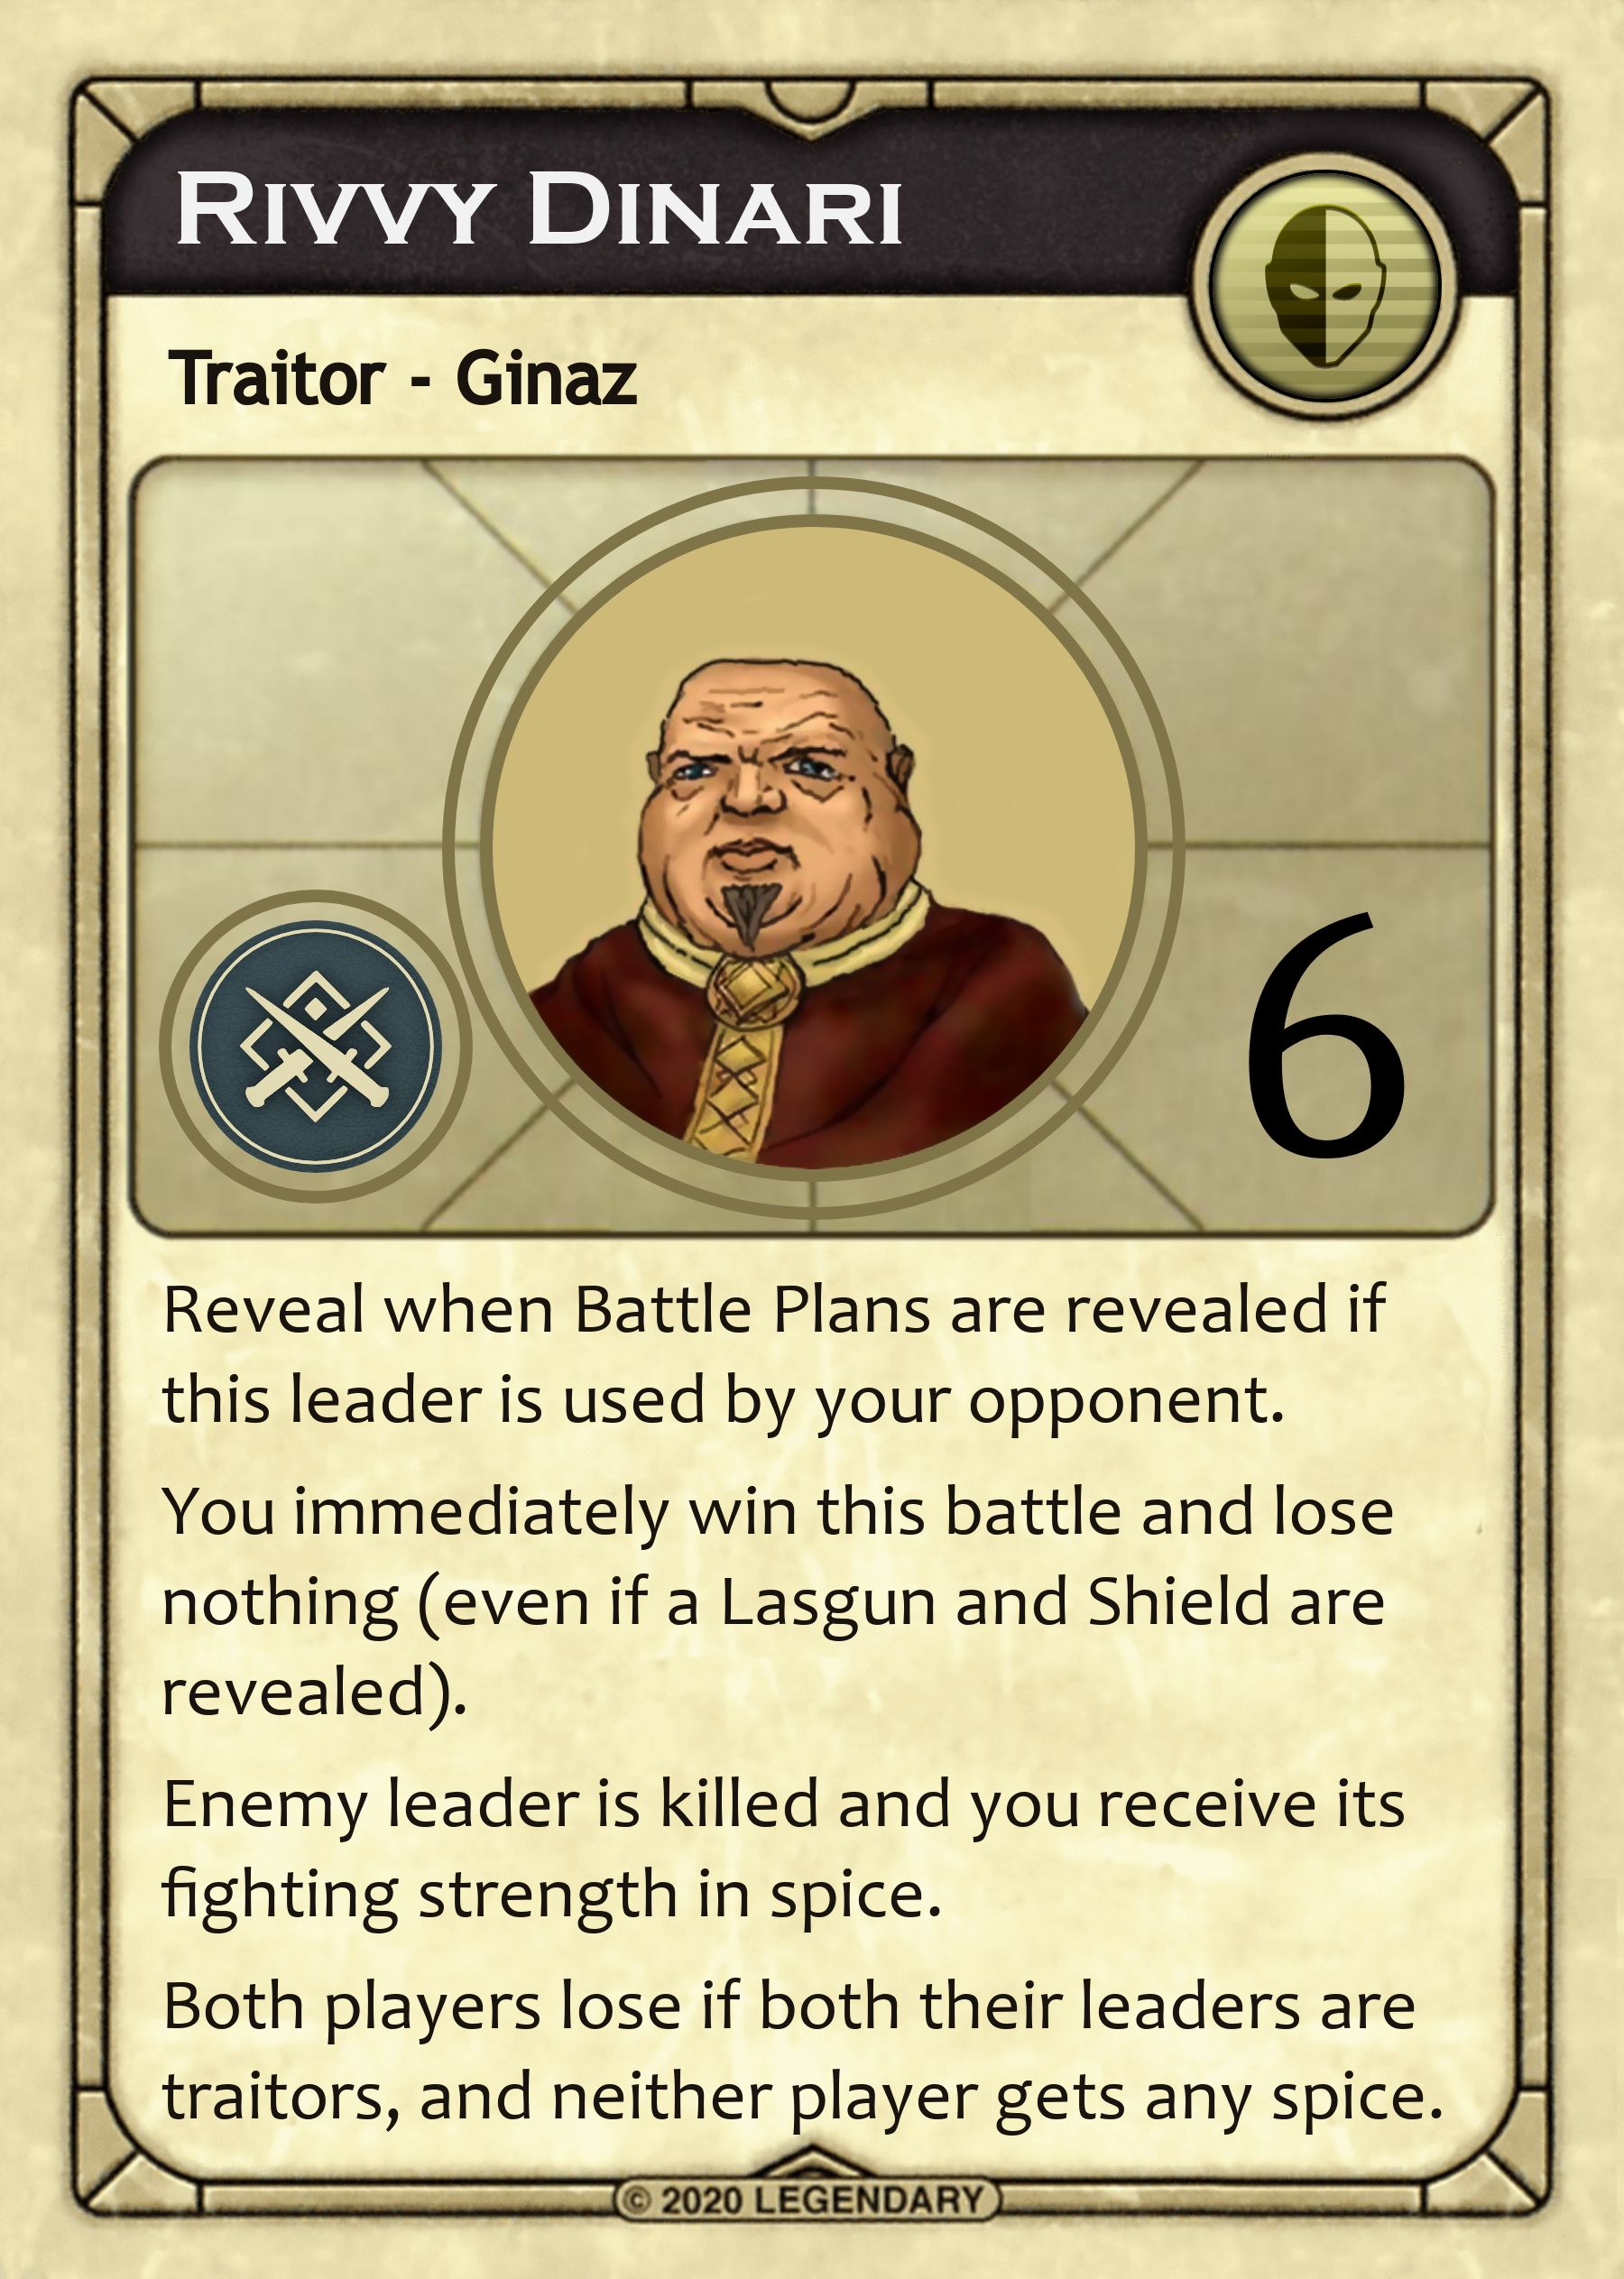 Rivvy Dinari
Traitor - Ginaz
6
Reveal when Battle Plans are revealed if
this leader is used by your opponent.
You immediately win this battle and lose
nothing (even if a Lasgun and Shield are
revealed).
Enemy leader is killed and you receive its
fighting strength in spice.
Both players lose if both their leaders are
traitors, and neither player gets any spice.
© 2020 LEGENDARY